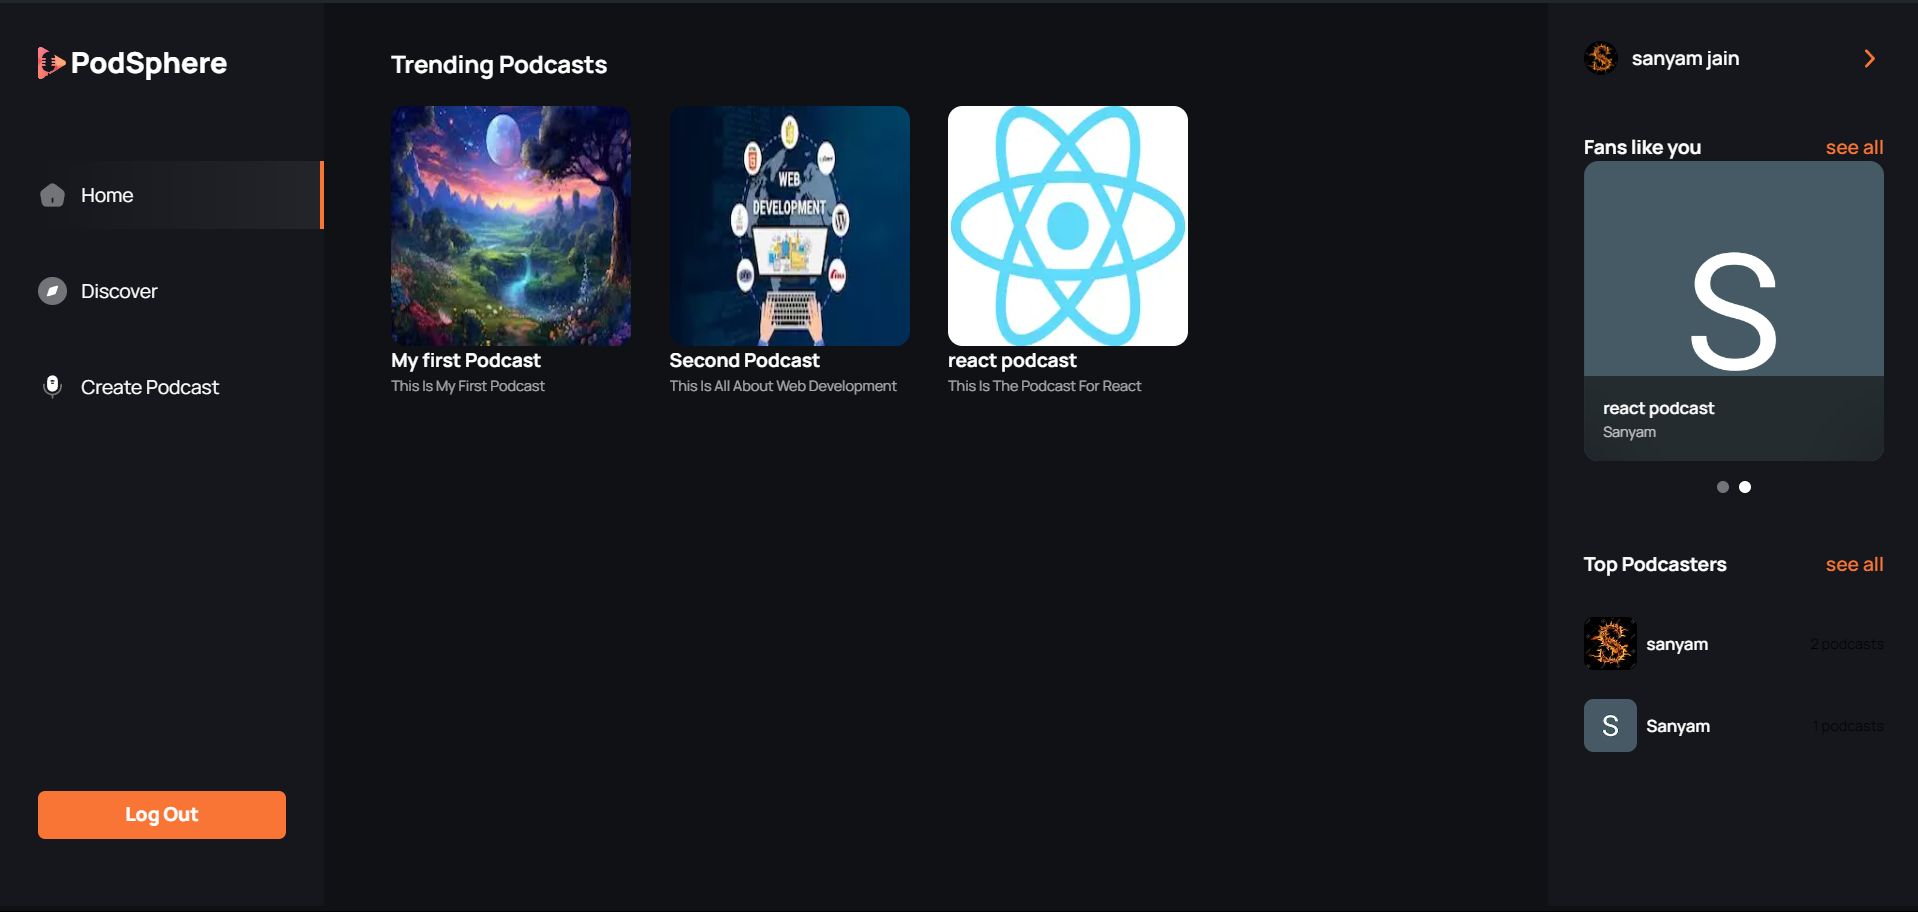 PodSphere
Home
Discover
Create Podcast
Log Out
Trending Podcasts
WEB
DEVELOPMENT
php
My first Podcast
This Is My First Podcast
Second Podcast
This Is All About Web Development
react podcast
This Is The Podcast For React
sanyam jain
Fans like you
see all
S
react podcast
Sanyam
Top Podcasters
see all
sanyam
2 podcasts
S
Sanyam
1 podcasts